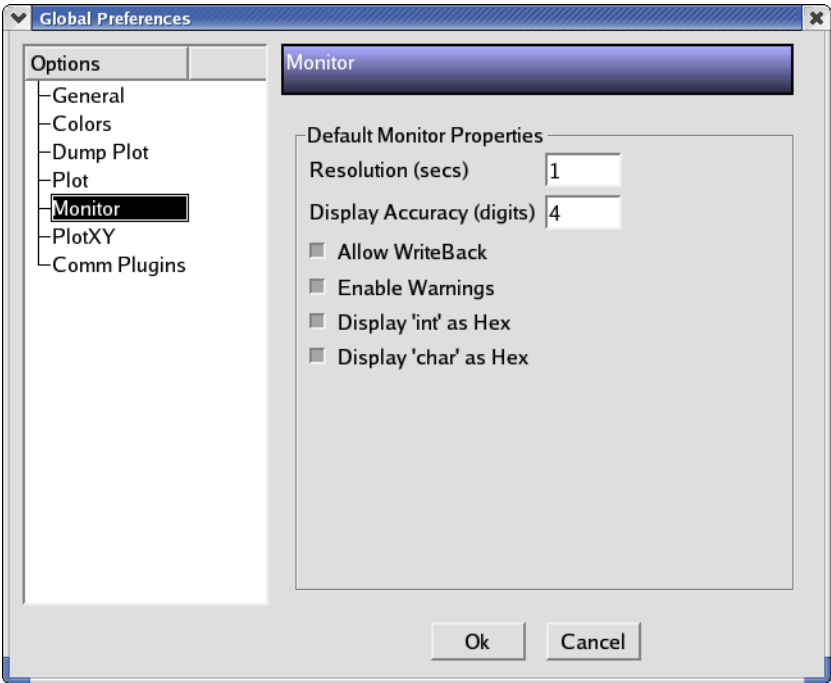 Global Preferences
Options
General
Colors
Dump Plot
Plot
Monitor
PlotXY
Comm Plugins
Monitor
Default Monitor Properties
Resolution (secs) 1
Display Accuracy (digits) 4
Allow WriteBack
Enable Warnings
Display 'int' as Hex
Display 'char' as Hex
Ok Cancel